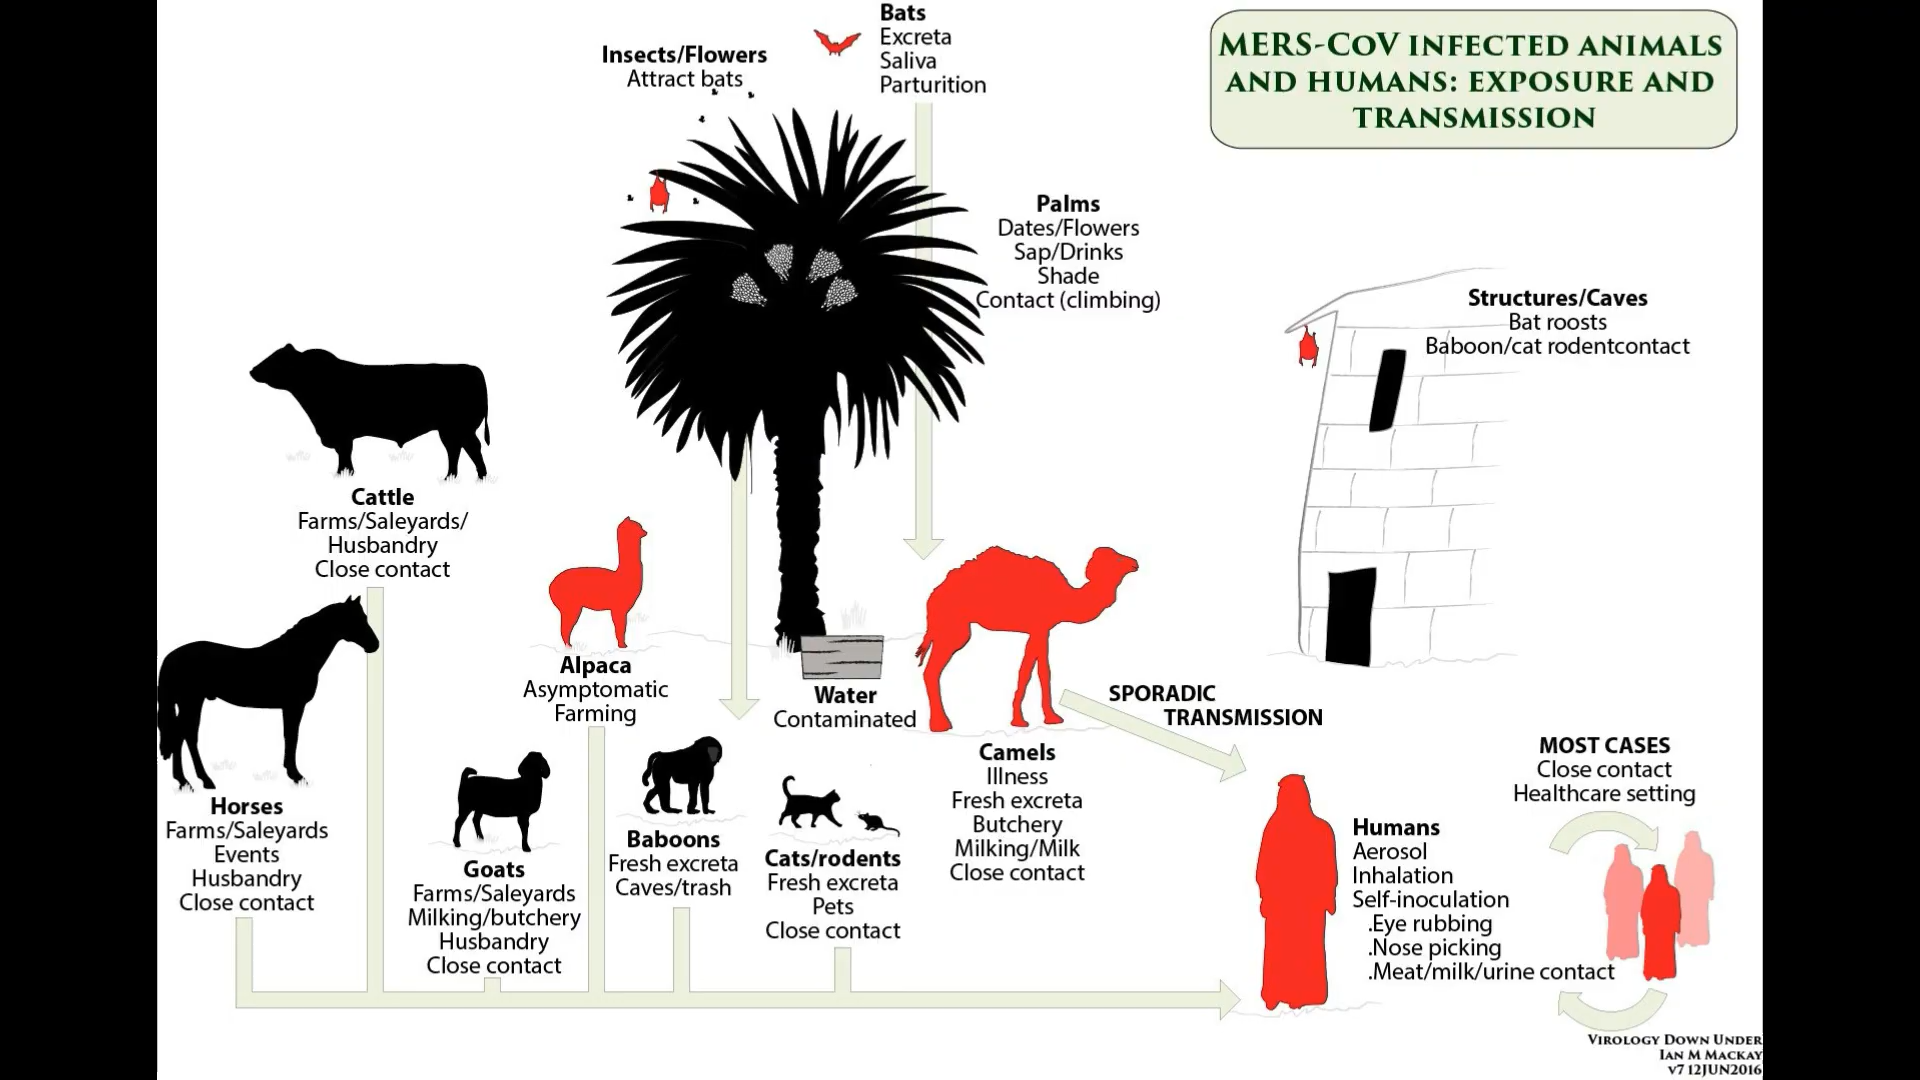 Bats
Excreta
Saliva
Parturition
Insects/Flowers
Attract bats
MERS-CoV INFECTED ANIMALS
AND HUMANS: EXPOSURE AND
TRANSMISSION
Palms
Dates/Flowers
Sap/Drinks
Shade
Contact (climbing)
Structures/Caves
Bat roosts
Baboon/cat rodentcontact
Cattle
Farms/Saleyards/
Husbandry
Close contact
Alpaca
Asymptomatic
Farming
Water
Contaminated
SPORADIC
TRANSMISSION
Horses
Farms/Saleyards
Events
Husbandry
Close contact
Goats
Farms/Saleyards
Milking/butchery
Husbandry
Close contact
Baboons
Fresh excreta
Caves/trash
Cats/rodents
Fresh excreta
Pets
Close contact
Camels
Illness
Fresh excreta
Butchery
Milking/Milk
Close contact
MOST CASES
Close contact
Healthcare setting
Humans
Aerosol
Inhalation
Self-inoculation
.Eye rubbing
.Nose picking
.Meat/milk/urine contact
Virology Down Under
Ian M Mackay
v7 12JUN2016